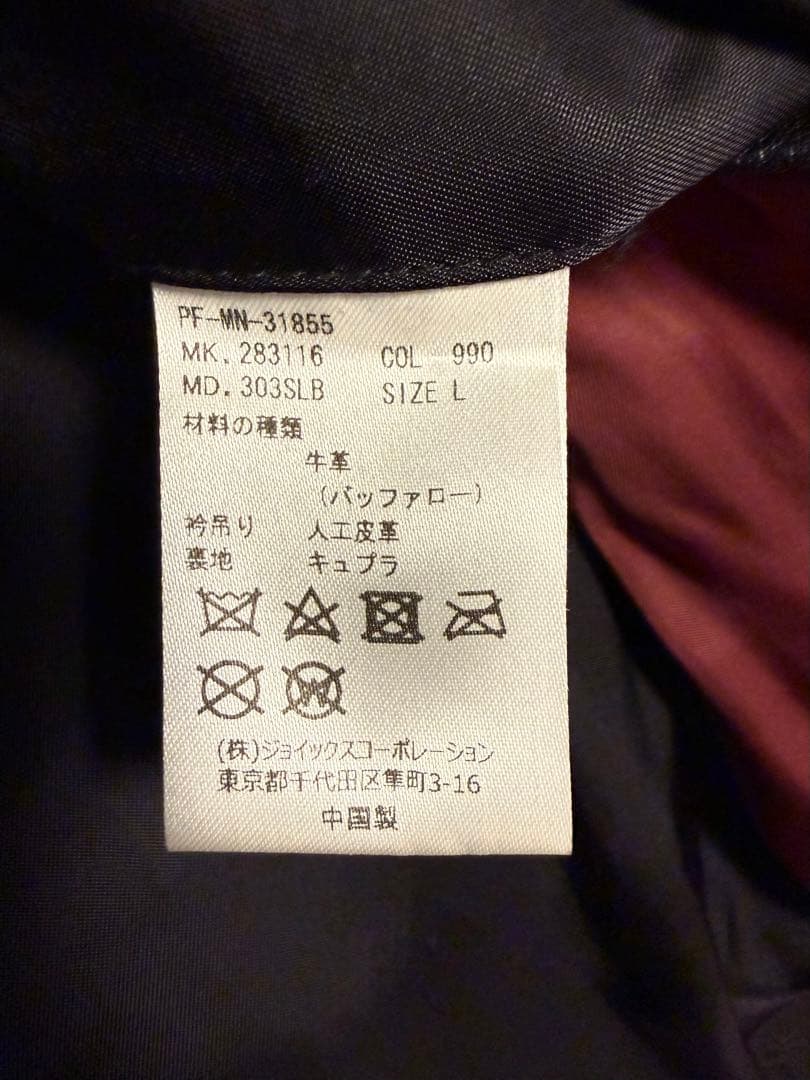 PF-MN-31855
MK. 283116 COL 990
MD. 303SLB SIZE L
材料の種類
牛革
(バッファロー)
衿吊り 人工皮革
裏地 キュプラ
W
(株)ジョイックスコーポレーション
東京都千代田区隼町3-16
中国製